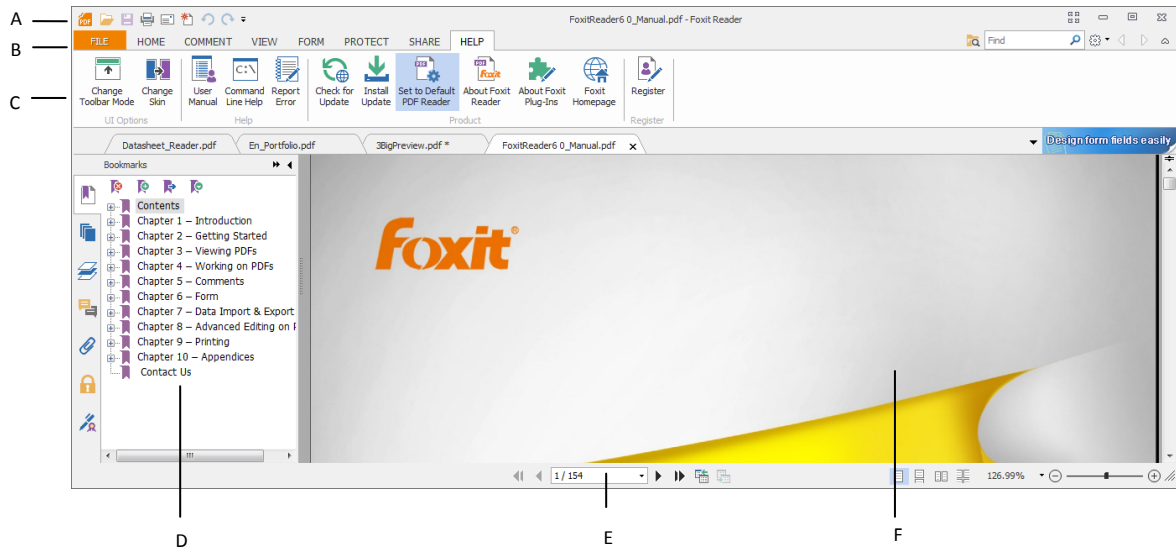 A
FoxitReader6 0_Manual.pdf - Foxit Reader
B
FILE HOME COMMENT VIEW FORM PROTECT SHARE HELP Find
C
Change Toolbar Mode
Change Skin
User Manual
Command Line Help
Report Error
Check for Update
Install Update
Set to Default PDF Reader
About Foxit Reader
About Foxit Plug-Ins
Foxit Homepage
Register
UI Options Help Product Register
Datasheet_Reader.pdf En_Portfolio.pdf 3BigPreview.pdf * FoxitReader6 0_Manual.pdf x
Design form fields easily
Bookmarks
Contents
Chapter 1 – Introduction
Chapter 2 – Getting Started
Chapter 3 – Viewing PDFs
Chapter 4 – Working on PDFs
Chapter 5 – Comments
Chapter 6 – Form
Chapter 7 – Data Import & Export
Chapter 8 – Advanced Editing on
Chapter 9 – Printing
Chapter 10 – Appendices
Contact Us
foxit®
1 / 154
126.99%
D
E
F